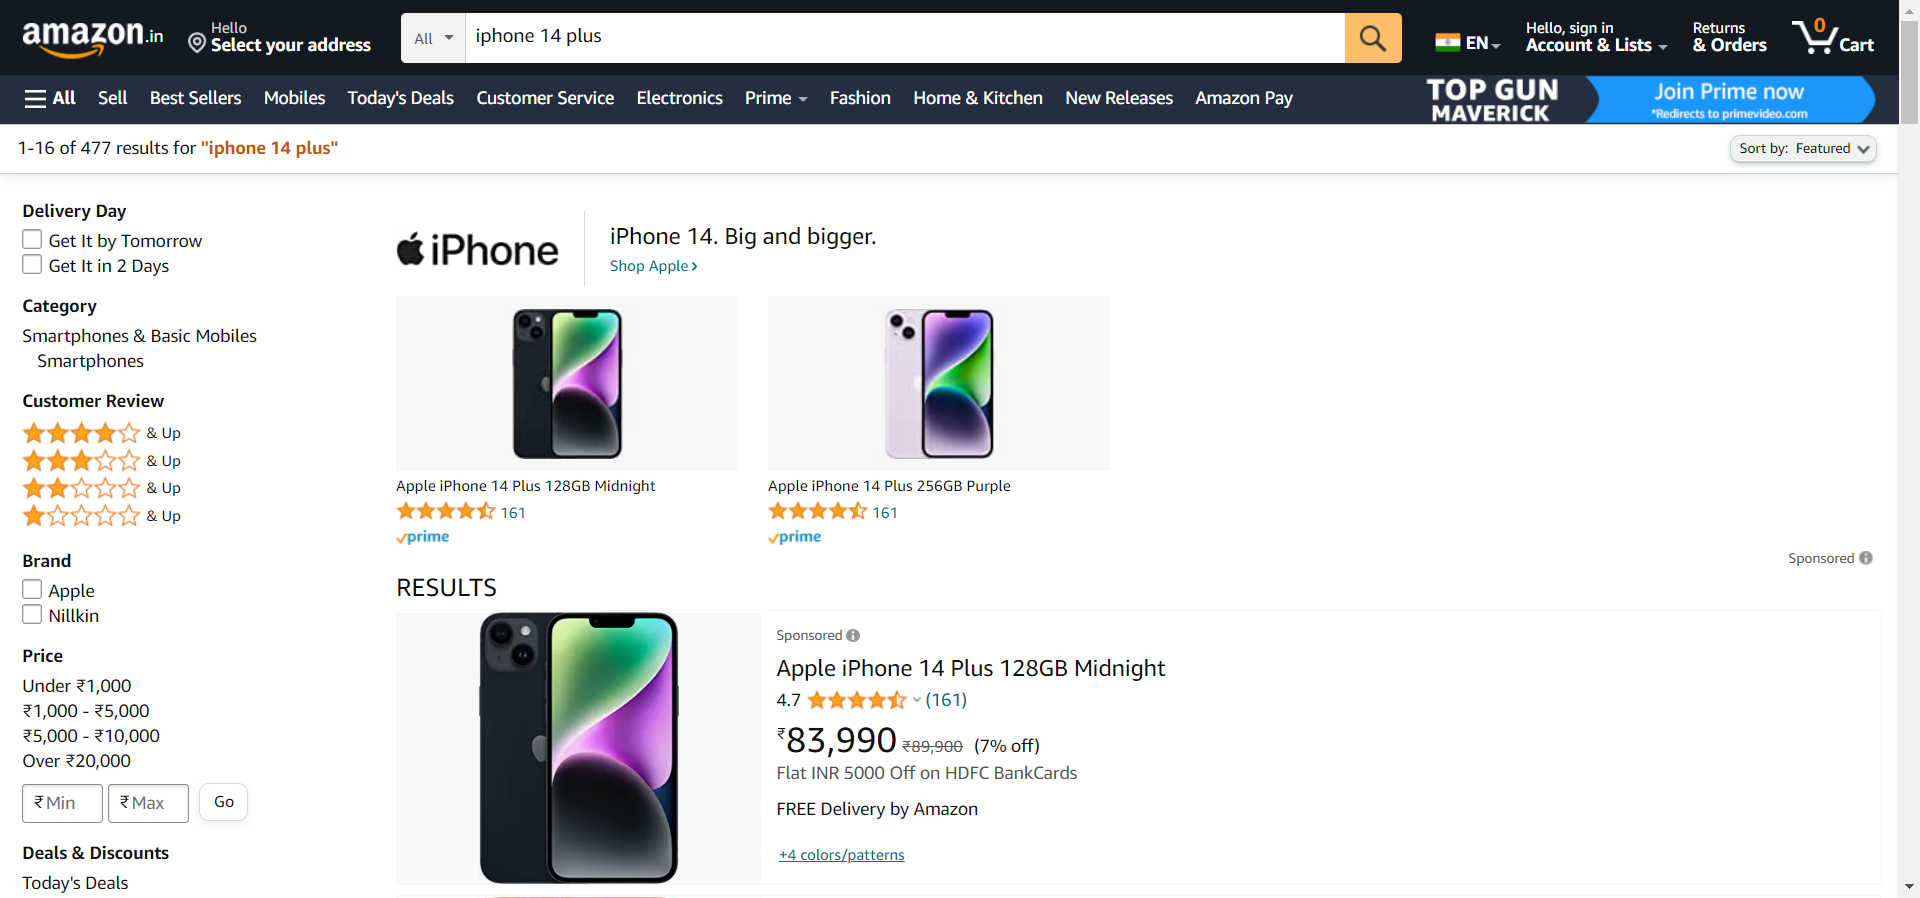 amazon.in
Hello
Select your address
All
iphone 14 plus
EN
Hello, sign in
Account & Lists
Returns
& Orders
0
Cart
All Sell Best Sellers Mobiles Today's Deals Customer Service Electronics Prime Fashion Home & Kitchen New Releases Amazon Pay
TOP GUN
MAVERICK
Join Prime now
*Redirects to primevideo.com
1-16 of 477 results for "iphone 14 plus"
Sort by: Featured
Delivery Day
Get It by Tomorrow
Get It in 2 Days
Category
Smartphones & Basic Mobiles
Smartphones
Customer Review
& Up
& Up
& Up
& Up
Brand
Apple
Nillkin
Price
Under ₹1,000
₹1,000 - ₹5,000
₹5,000 - ₹10,000
Over ₹20,000
₹ Min
₹ Max
Go
Deals & Discounts
Today's Deals
iPhone
iPhone 14. Big and bigger.
Shop Apple ›
Apple iPhone 14 Plus 128GB Midnight
161
prime
Apple iPhone 14 Plus 256GB Purple
161
prime
Sponsored
RESULTS
Sponsored
Apple iPhone 14 Plus 128GB Midnight
4.7 (161)
₹83,990 ₹89,900 (7% off)
Flat INR 5000 Off on HDFC BankCards
FREE Delivery by Amazon
+4 colors/patterns